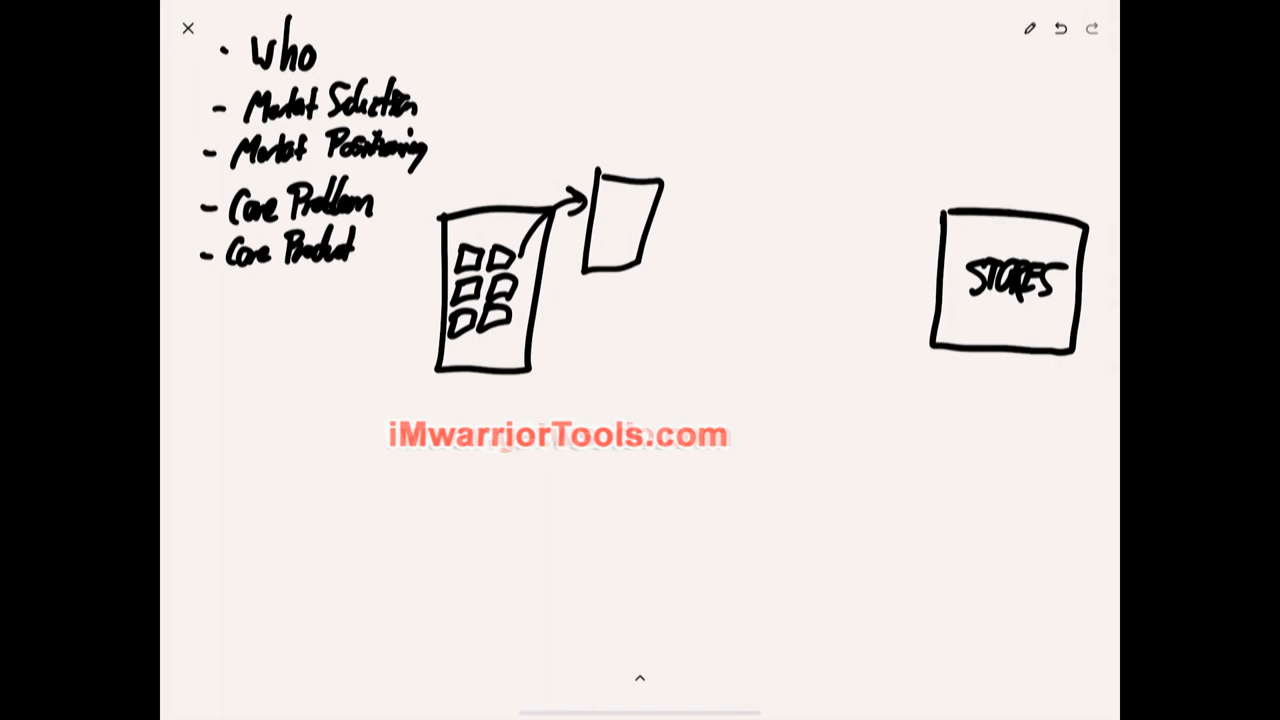 • Who
- Market Selection
- Market Positioning
- Core Problem
- Core Product
STORES
iMwarriorTools.com